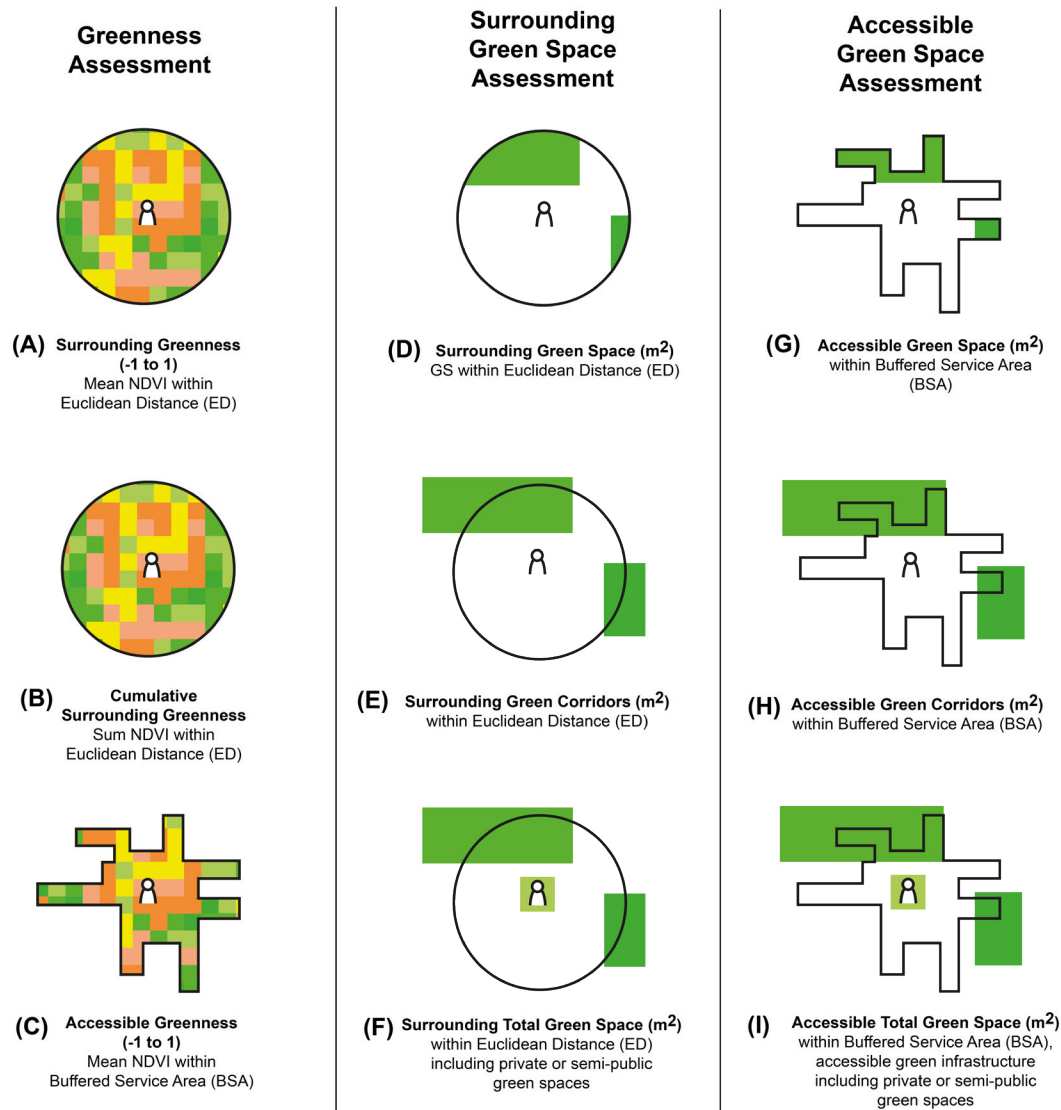 Greenness
Assessment
(A) Surrounding Greenness
(-1 to 1)
Mean NDVI within
Euclidean Distance (ED)
(B) Cumulative
Surrounding Greenness
Sum NDVI within
Euclidean Distance (ED)
(C) Accessible Greenness
(-1 to 1)
Mean NDVI within
Buffered Service Area (BSA)
Surrounding
Green Space
Assessment
(D) Surrounding Green Space (m²)
GS within Euclidean Distance (ED)
(E) Surrounding Green Corridors (m²)
within Euclidean Distance (ED)
(F) Surrounding Total Green Space (m²)
within Euclidean Distance (ED)
including private or semi-public
green spaces
Accessible
Green Space
Assessment
(G) Accessible Green Space (m²)
within Buffered Service Area
(BSA)
(H) Accessible Green Corridors (m²)
within Buffered Service Area (BSA)
(I) Accessible Total Green Space (m²)
within Buffered Service Area (BSA),
accessible green infrastructure
including private or semi-public
green spaces